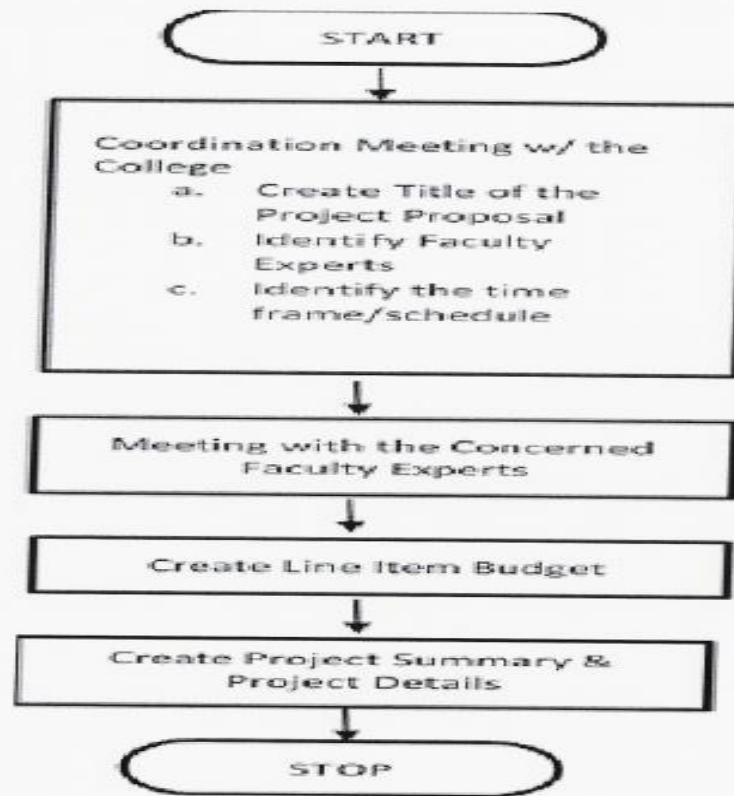 START
Coordination Meeting w/ the
College
a. Create Title of the
Project Proposal
b. Identify Faculty
Experts
c. Identify the time
frame/schedule
Meeting with the Concerned
Faculty Experts
Create Line Item Budget
Create Project Summary &
Project Details
STOP